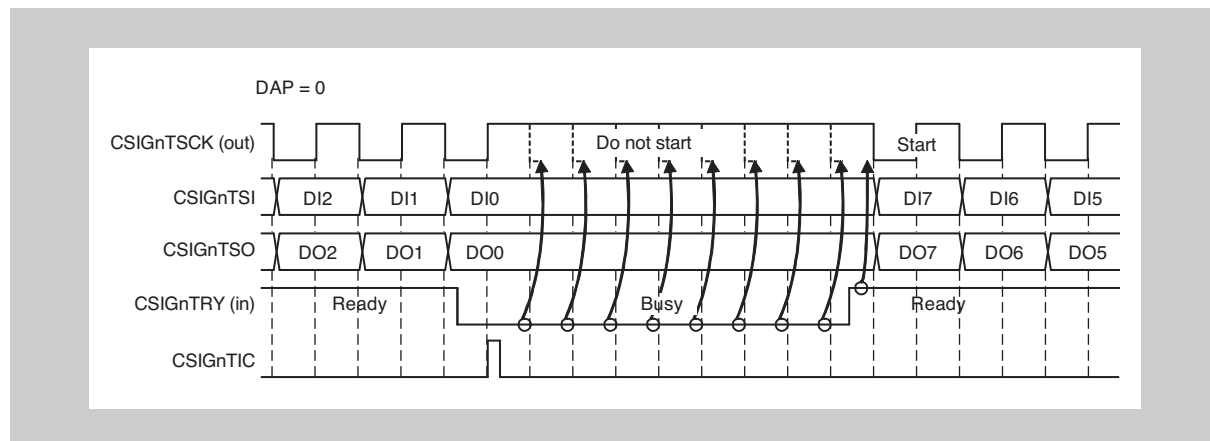 DAP = 0
CSIGnTSCK (out) Do not start Start
CSIGnTSI DI2 DI1 DI0 DI7 DI6 DI5
CSIGnTSO DO2 DO1 DO0 DO7 DO6 DO5
CSIGnTRY (in) Ready Busy Ready
CSIGnTIC